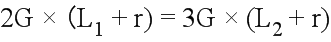 2G × (L₁ + r) = 3G × (L₂ + r)